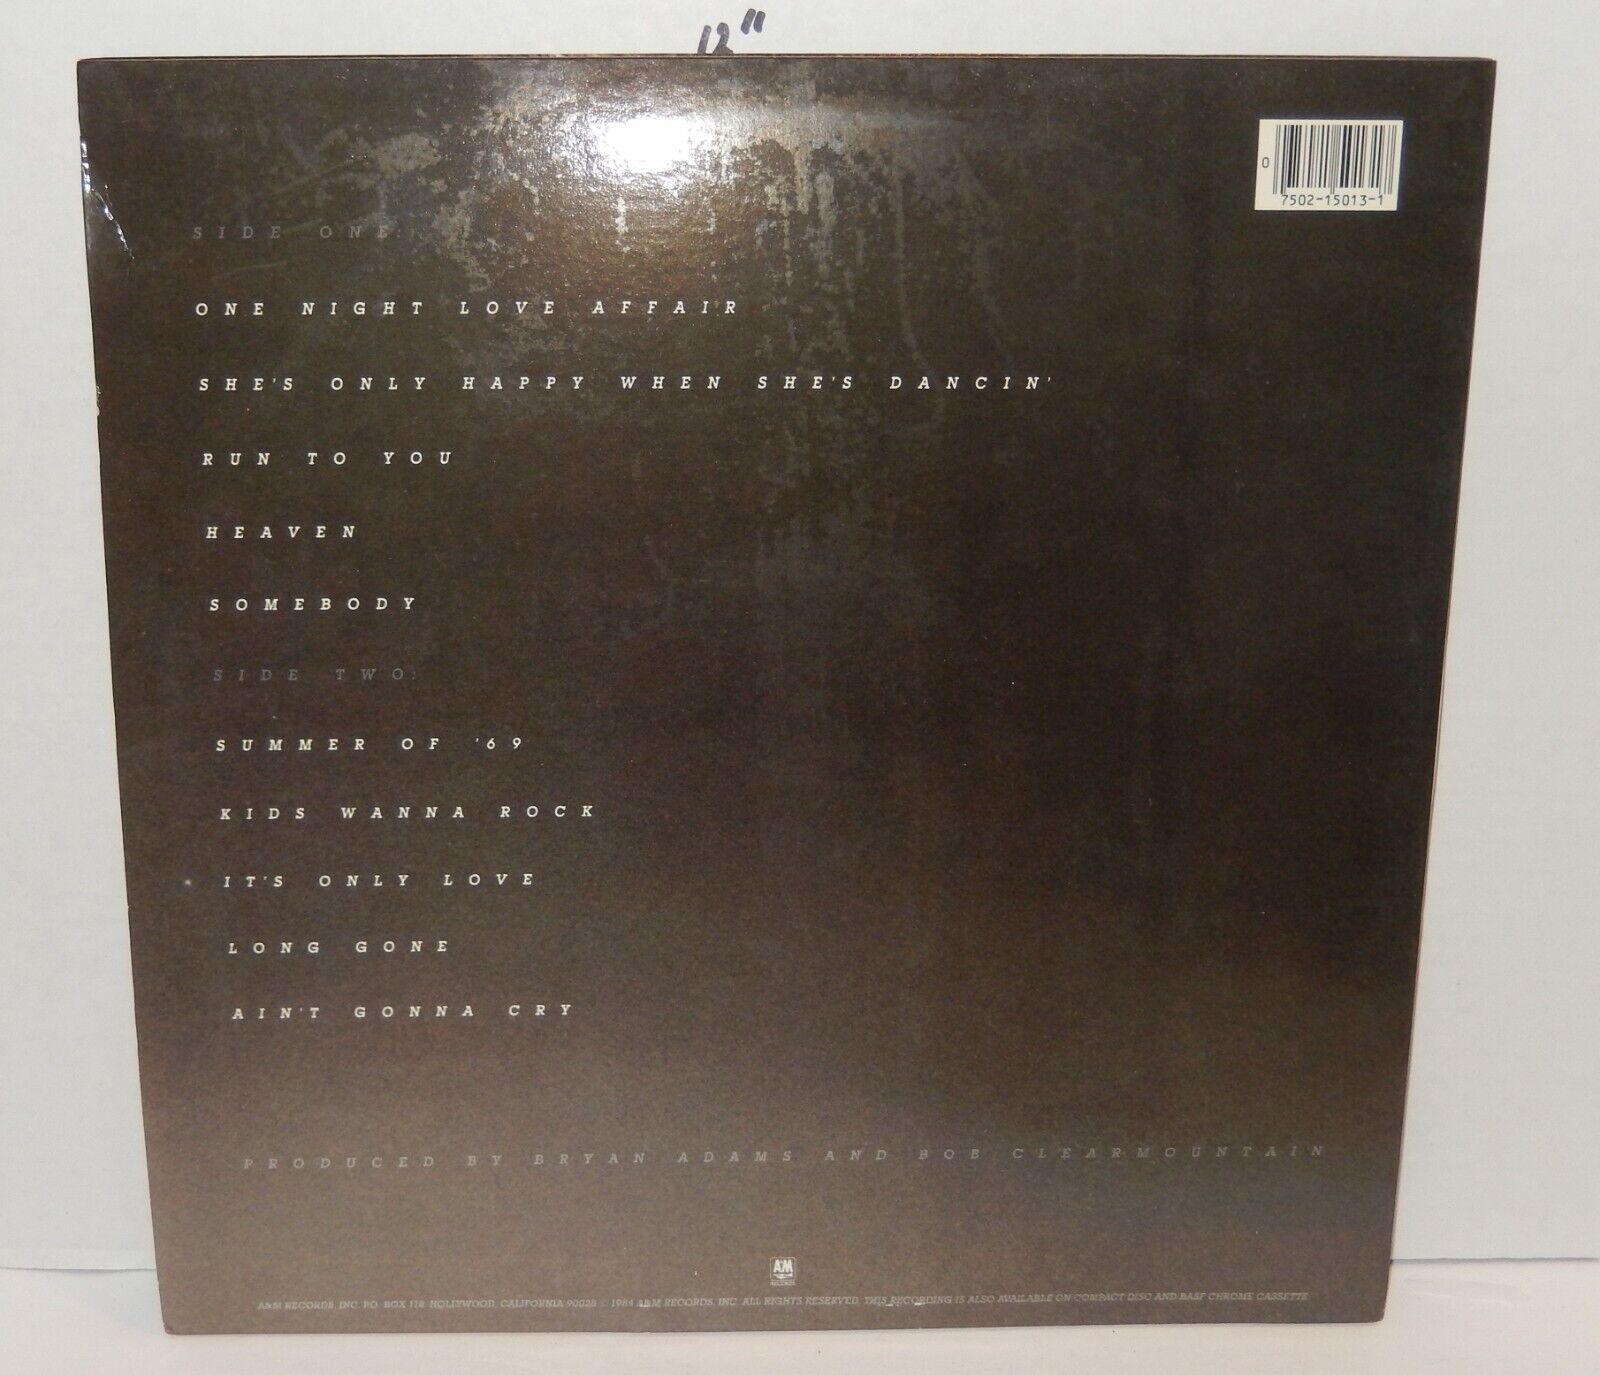 12"
0
7502-15013-1
SIDE ONE:
ONE NIGHT LOVE AFFAIR
SHE'S ONLY HAPPY WHEN SHE'S DANCIN'
RUN TO YOU
HEAVEN
SOMEBODY
SIDE TWO:
SUMMER OF '69
KIDS WANNA ROCK
IT'S ONLY LOVE
LONG GONE
AIN'T GONNA CRY
PRODUCED BY BRYAN ADAMS AND BOB CLEARMOUNTAIN
A&M
RECORDS
A&M RECORDS, INC. P.O. BOX 118, HOLLYWOOD, CALIFORNIA 90028 © 1984 A&M RECORDS, INC. ALL RIGHTS RESERVED. THIS RECORDING IS ALSO AVAILABLE ON COMPACT DISC AND BASF CHROME CASSETTE